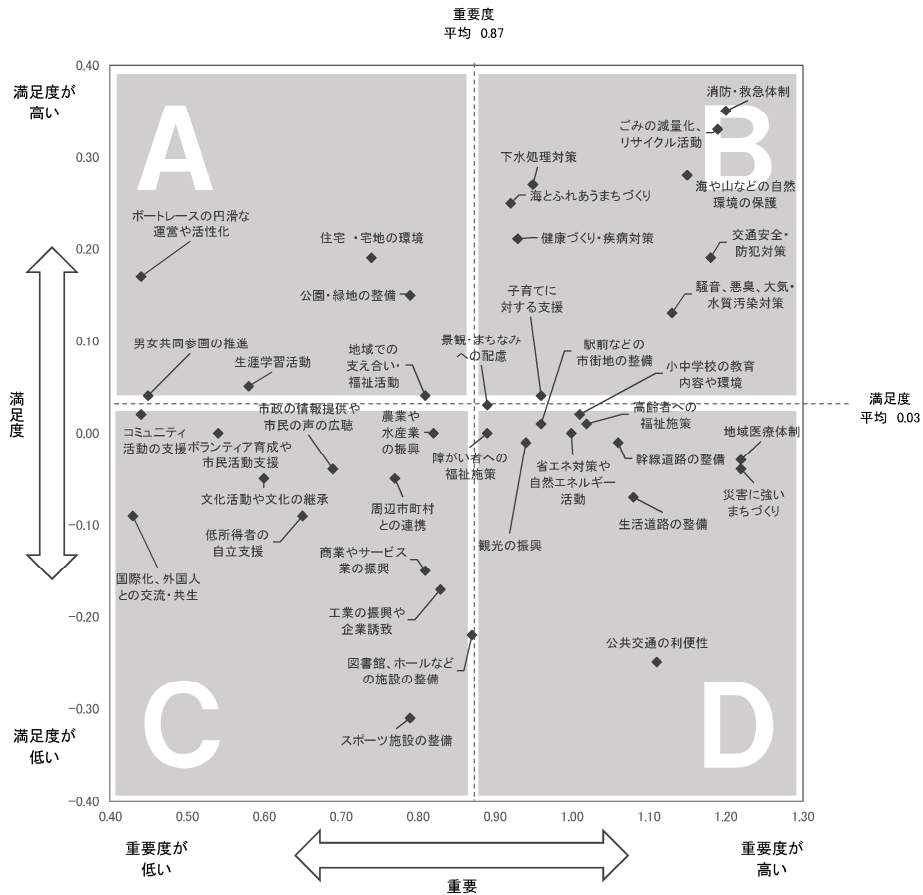 重要度
平均 0.87
0.40
満足度が
高い
A
B
消防・救急体制
ごみの減量化、
リサイクル活動
0.30
下水処理対策
海とふれあうまちづくり
海や山などの自然
環境の保護
ボートレースの円滑な
運営や活性化
住宅 ・宅地の環境
健康づくり・疾病対策
交通安全・
防犯対策
0.20
公園・緑地の整備
子育てに
対する支援
騒音、悪臭、大気・
水質汚染対策
0.10
男女共同参画の推進
生涯学習活動
地域での
支え合い・
福祉活動
景観・まちなみ
への配慮
駅前などの
市街地の整備
小中学校の教育
内容や環境
満足度
満足度
平均 0.03
市政の情報提供や
市民の声の広聴
農業や
水産業
の振興
高齢者への
福祉施策
0.00
コミュニティ
活動の支援
ボランティア育成や
市民活動支援
障がい者への
福祉施策
省エネ対策や
自然エネルギー
活動
幹線道路の整備
地域医療体制
文化活動や文化の継承
周辺市町村
との連携
災害に強い
まちづくり
生活道路の整備
-0.10
低所得者の
自立支援
観光の振興
商業やサービス
業の振興
国際化、外国人
との交流・共生
工業の振興や
企業誘致
-0.20
図書館、ホールなど
の施設の整備
公共交通の利便性
-0.30
C
D
満足度が
低い
スポーツ施設の整備
-0.40
0.40 0.50 0.60 0.70 0.80 0.90 1.00 1.10 1.20 1.30
重要度が
低い
重要
重要度が
高い